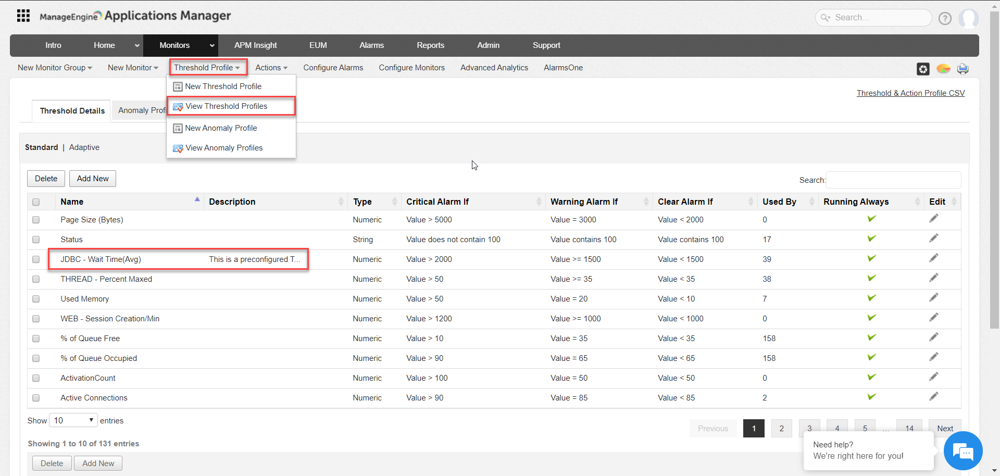 ManageEngine Applications Manager
Search...
?
Intro Home Monitors APM Insight EUM Alarms Reports Admin Support
New Monitor Group New Monitor Threshold Profile Actions Configure Alarms Configure Monitors Advanced Analytics AlarmsOne
New Threshold Profile
View Threshold Profiles
New Anomaly Profile
View Anomaly Profiles
Threshold & Action Profile CSV
Threshold Details Anomaly Profi
Standard | Adaptive
Delete Add New
Search:
Name Description Type Critical Alarm If Warning Alarm If Clear Alarm If Used By Running Always Edit
Page Size (Bytes) Numeric Value > 5000 Value = 3000 Value < 2000 0
Status String Value does not contain 100 Value contains 100 Value contains 100 17
JDBC - Wait Time(Avg) This is a preconfigured T... Numeric Value > 2000 Value >= 1500 Value < 1500 39
THREAD - Percent Maxed Numeric Value > 50 Value >= 35 Value < 35 38
Used Memory Numeric Value > 50 Value = 20 Value < 10 7
WEB - Session Creation/Min Numeric Value > 1200 Value >= 1000 Value < 1000 0
% of Queue Free Numeric Value > 10 Value = 35 Value < 35 158
% of Queue Occupied Numeric Value > 90 Value = 65 Value < 65 158
ActivationCount Numeric Value > 100 Value = 50 Value < 50 0
Active Connections Numeric Value > 90 Value = 85 Value < 85 2
Show 10 entries
Previous 1 2 3 4 5 ... 14 Next
Showing 1 to 10 of 131 entries
Delete Add New
Need help?
We're right here for you!